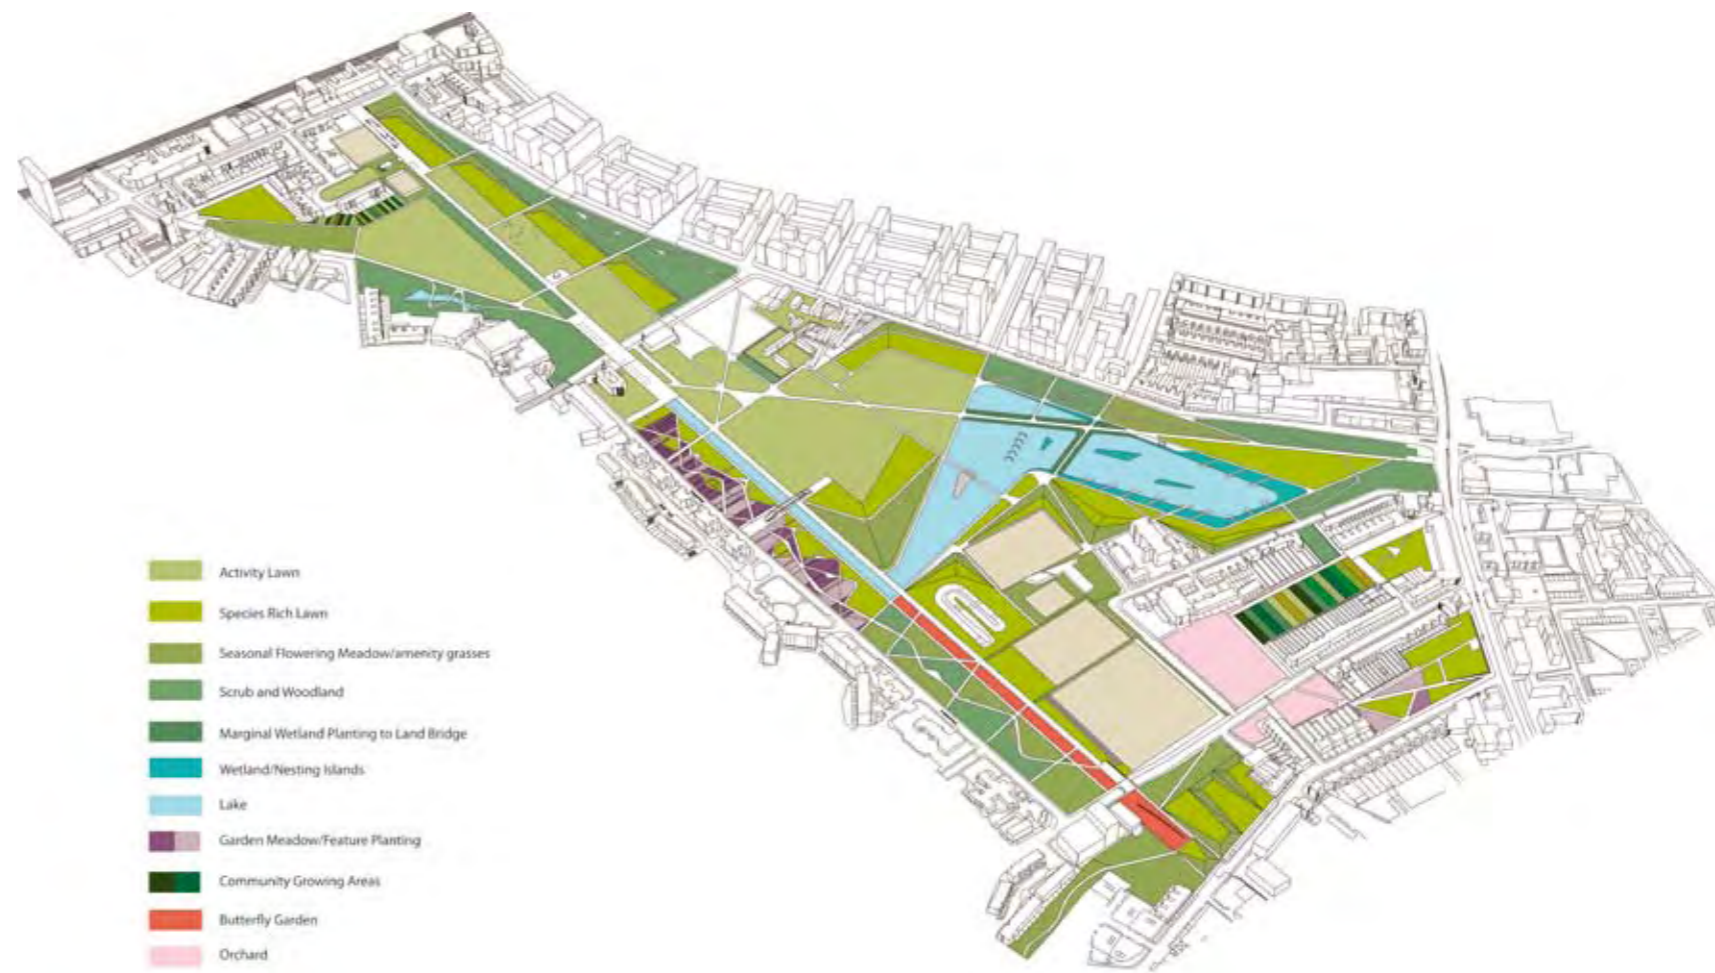 Activity Lawn
Species Rich Lawn
Seasonal Flowering Meadow/amenity grasses
Scrub and Woodland
Marginal Wetland Planting to Land Bridge
Wetland/Nesting Islands
Lake
Garden Meadow/Feature Planting
Community Growing Areas
Butterfly Garden
Orchard